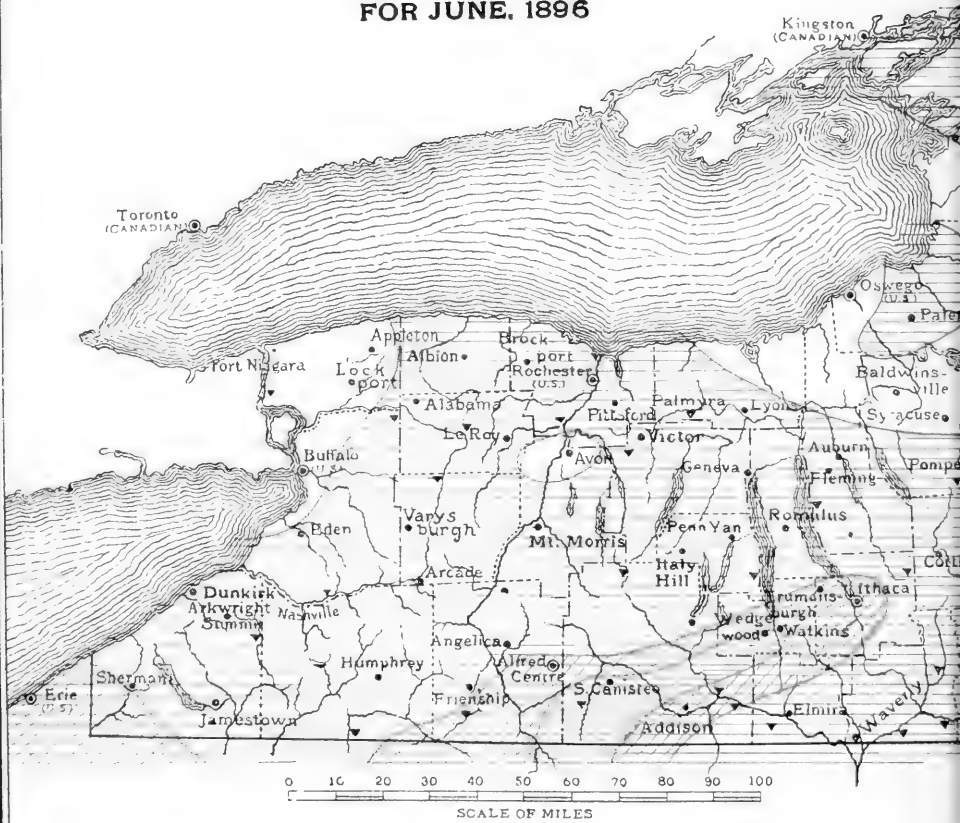 FOR JUNE, 1896
Kingston
(CANADIAN)
Toronto
(CANADIAN)
Oswego
(U.S.)
Appleton
Brock-
port
Fort Niagara
Lock
port
Albion
Rochester
(U.S.)
Baldwins-
ville
Alabama
Pittsford
Palmyra
Lyons
Syracuse
Le Roy
Victor
Buffalo
Avon
Geneva
Auburn
Fleming
Eden
Varys
burgh
Mt. Morris
Penn Yan
Romulus
Italy
Hill
Arcade
Dunkirk
Arkwright
Summit
Nashville
Ithaca
burgh
Wedge
wood
Watkins
Angelica
Alfred
Centre
Humphrey
Sherman
Erie
(U.S.)
Frienship
S. Canisteo
Jamestown
Addison
Elmira
Waverly
0 10 20 30 40 50 60 70 80 90 100
SCALE OF MILES